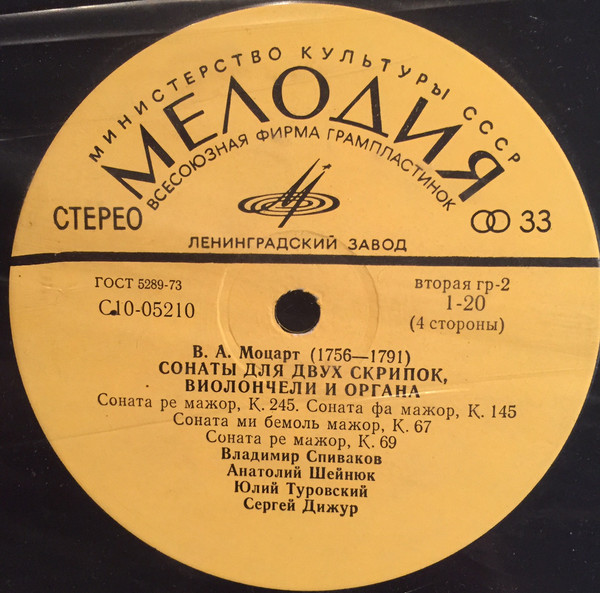 МИНИСТЕРСТВО КУЛЬТУРЫ СССР
МЕЛОДИЯ
ВСЕСОЮЗНАЯ ФИРМА ГРАМПЛАСТИНОК
СТЕРЕО
33
ЛЕНИНГРАДСКИЙ ЗАВОД
ГОСТ 5289-73
С10-05210
вторая гр-2
1-20
(4 стороны)
В. А. Моцарт (1756—1791)
СОНАТЫ ДЛЯ ДВУХ СКРИПОК,
ВИОЛОНЧЕЛИ И ОРГАНА
Соната ре мажор, К. 245. Соната фа мажор, К. 145
Соната ми бемоль мажор, К. 67
Соната ре мажор, К. 69
Владимир Спиваков
Анатолий Шейнюк
Юлий Туровский
Сергей Дижур